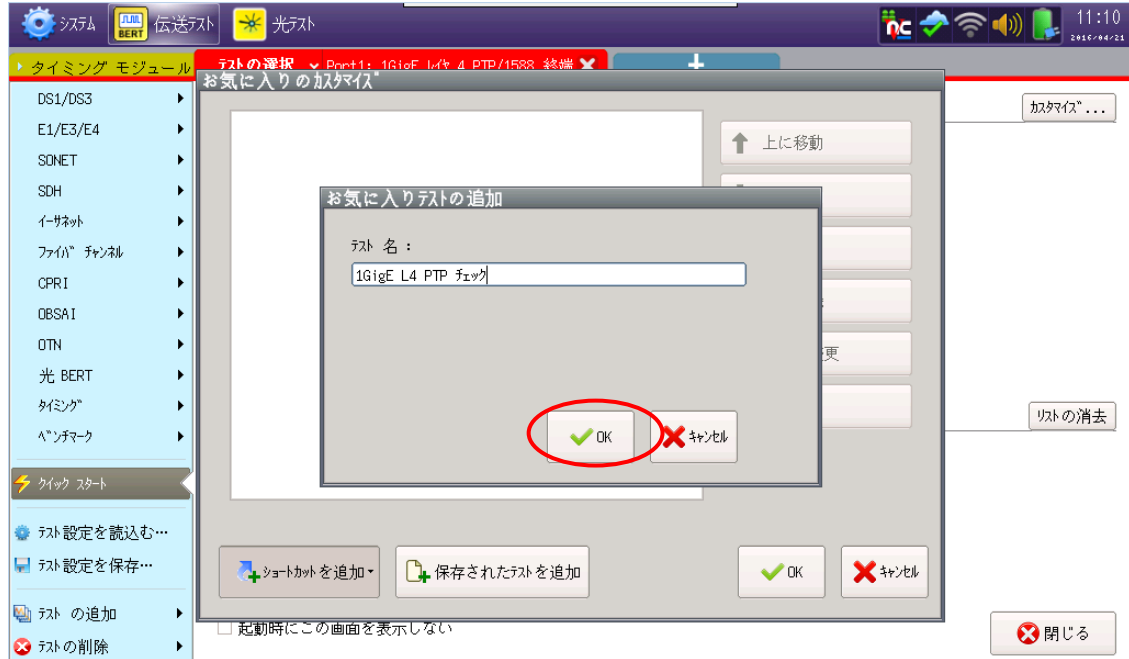 ｼｽﾃﾑ
BERT
伝送ﾃｽﾄ
光ﾃｽﾄ
11:10
2016/04/21
タイミング モジュール
ﾃｽﾄの選択
Port1: 1GigE ﾚｲﾔ 4 PTP/1588 終端
お気に入りのｶｽﾀﾏｲｽﾞ
DS1/DS3
E1/E3/E4
SONET
SDH
ｲｰｻﾈｯﾄ
ﾌｧｲﾊﾞ ﾁｬﾝﾈﾙ
CPRI
OBSAI
OTN
光 BERT
ﾀｲﾐﾝｸﾞ
ﾍﾞﾝﾁﾏｰｸ
ｸｲｯｸ ｽﾀｰﾄ
ﾃｽﾄ設定を読込む…
ﾃｽﾄ設定を保存…
ﾃｽﾄ の追加
ﾃｽﾄの削除
ｶｽﾀﾏｲｽﾞ...
上に移動
更
お気に入りﾃｽﾄの追加
ﾃｽﾄ 名 :
1GigE L4 PTP ﾁｪｯｸ
OK
ｷｬﾝｾﾙ
ﾘｽﾄの消去
ｼｮｰﾄｶｯﾄを追加
保存されたﾃｽﾄを追加
OK
ｷｬﾝｾﾙ
起動時にこの画面を表示しない
閉じる